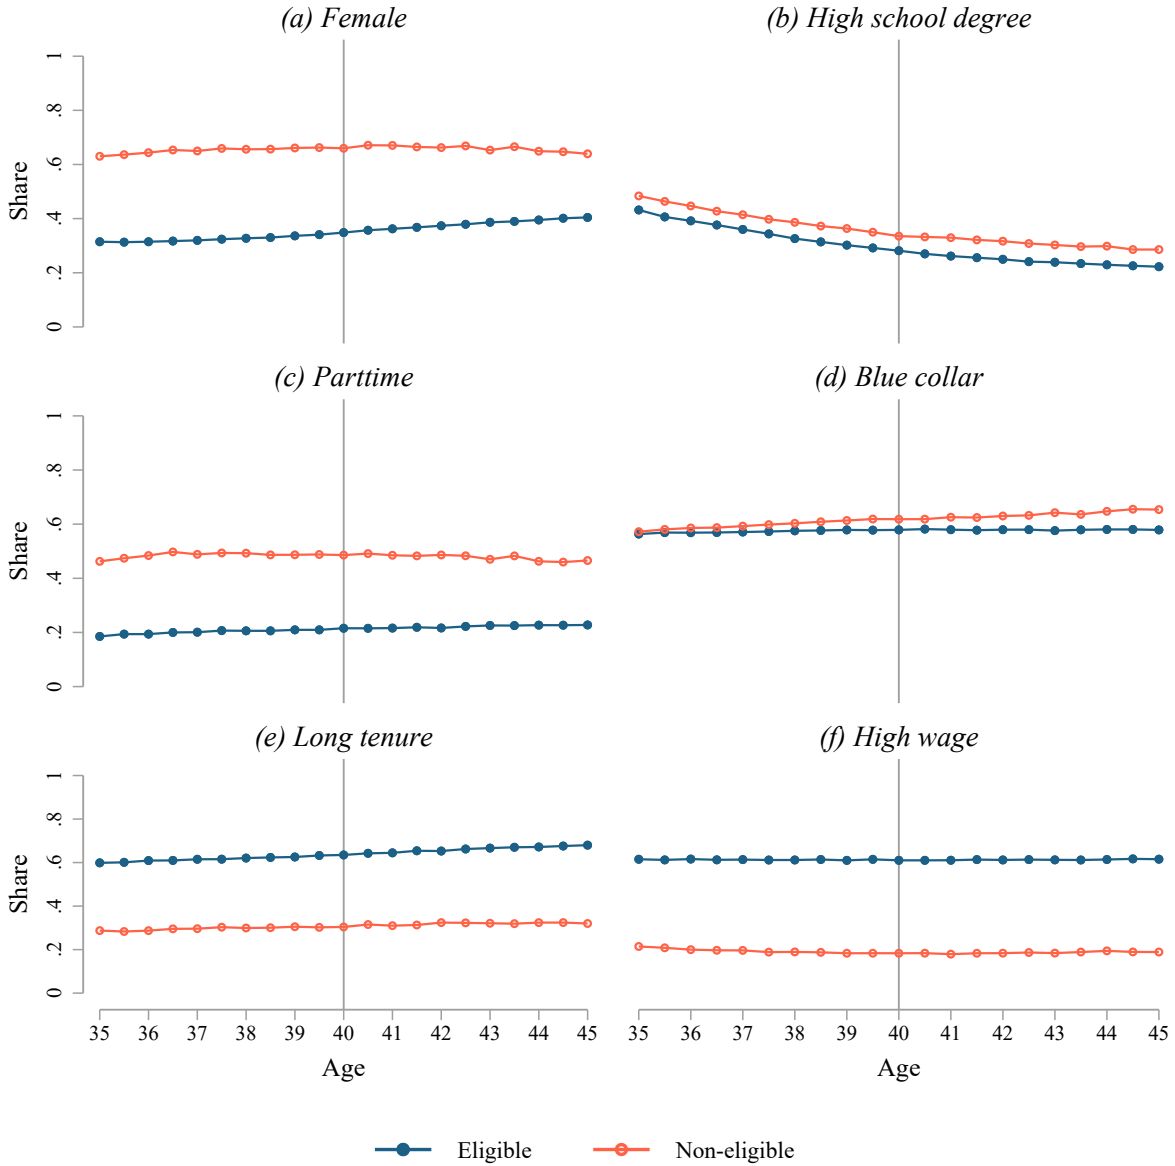 (a) Female
(b) High school degree
Share
1
.8
.6
.4
.2
0
(c) Parttime
(d) Blue collar
Share
1
.8
.6
.4
.2
0
(e) Long tenure
(f) High wage
Share
1
.8
.6
.4
.2
0
35 36 37 38 39 40 41 42 43 44 45
35 36 37 38 39 40 41 42 43 44 45
Age
Age
Eligible
Non-eligible